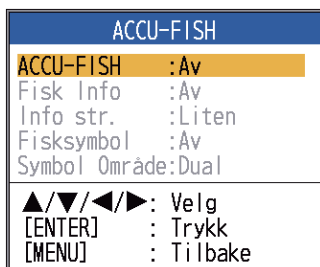 ACCU-FISH
ACCU-FISH :Av
Fisk Info :Av
Info str. :Liten
Fisksymbol :Av
Symbol Område:Dual
▲/▼/◀/▶: Velg
[ENTER] : Trykk
[MENU] : Tilbake